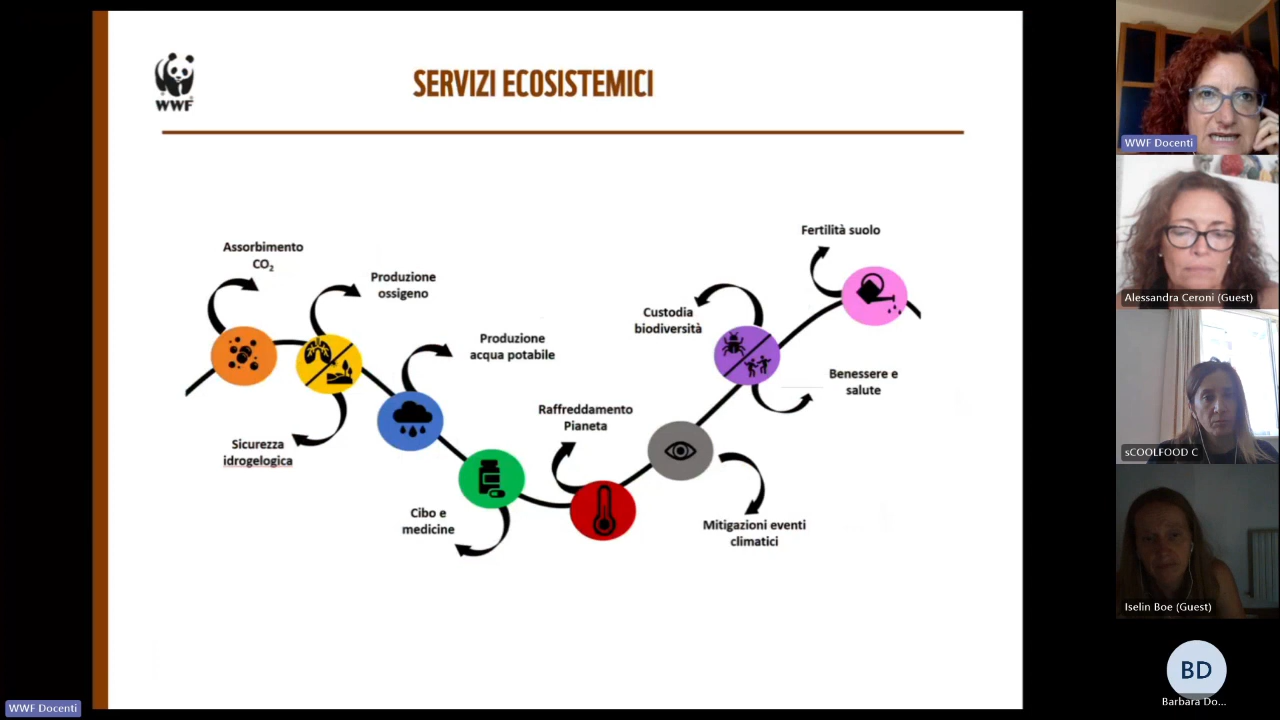 WWF
SERVIZI ECOSISTEMICI
Assorbimento
CO₂
Produzione
ossigeno
Produzione
acqua potabile
Sicurezza
idrogelogica
Cibo e
medicine
Raffreddamento
Pianeta
Custodia
biodiversità
Fertilità suolo
Benessere e
salute
Mitigazioni eventi
climatici
WWF Docenti
WWF Docenti
Alessandra Ceroni (Guest)
sCOOLFOOD C
Iselin Boe (Guest)
BD
Barbara Do...